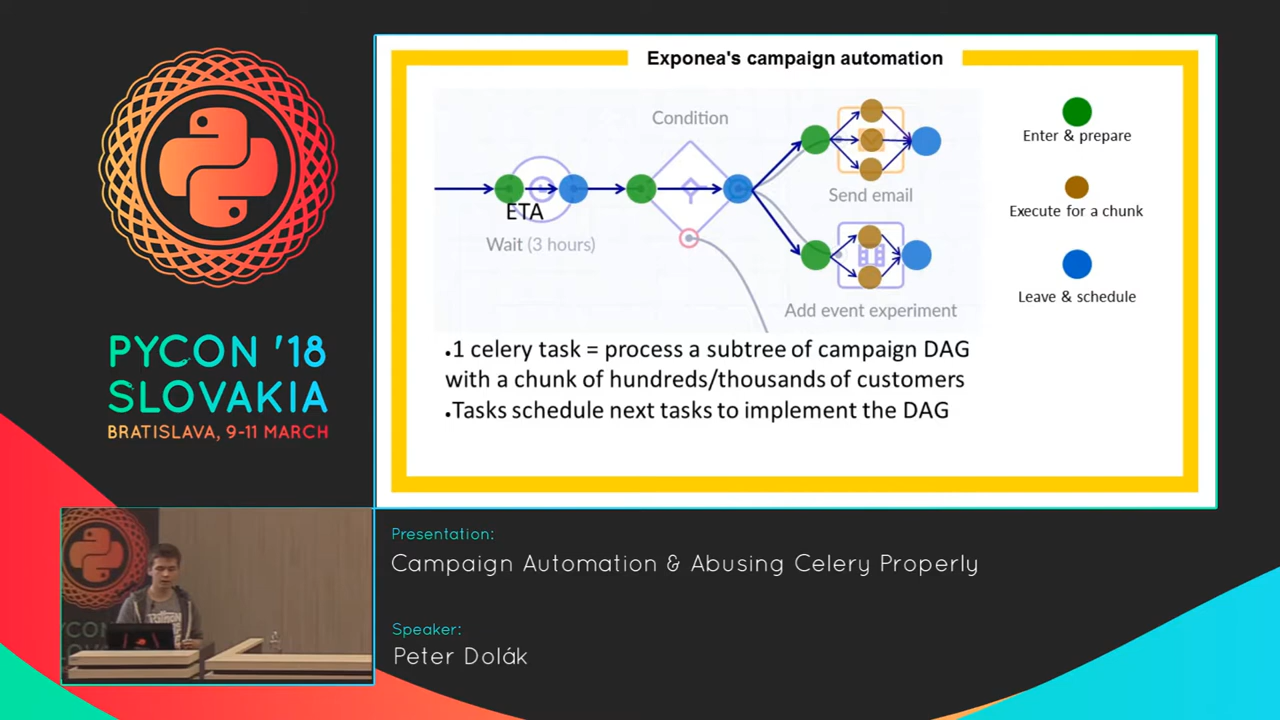 Exponea's campaign automation
Condition
Enter & prepare
ETA
Wait (3 hours)
Send email
Execute for a chunk
Leave & schedule
Add event experiment
.1 celery task = process a subtree of campaign DAG
with a chunk of hundreds/thousands of customers
.Tasks schedule next tasks to implement the DAG
PYCON '18
SLOVAKIA
BRATISLAVA, 9-11 MARCH
Presentation:
Campaign Automation & Abusing Celery Properly
Speaker:
Peter Dolák